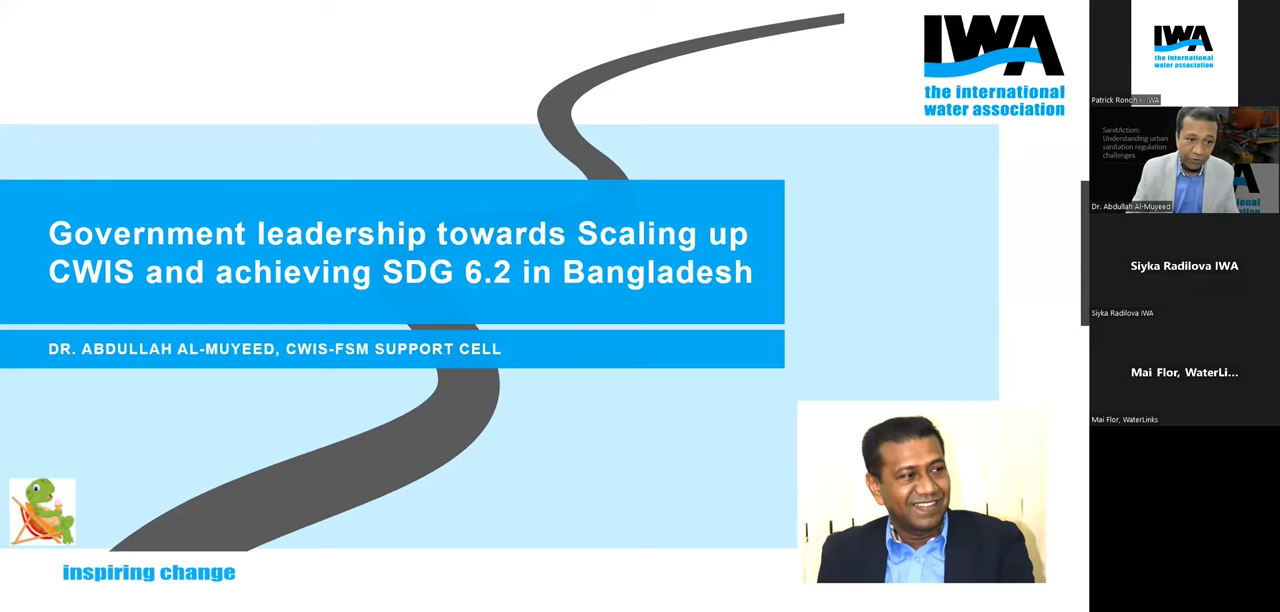 IWA
the international
water association
Government leadership towards Scaling up
CWIS and achieving SDG 6.2 in Bangladesh
DR. ABDULLAH AL-MUYEED, CWIS-FSM SUPPORT CELL
inspiring change
IWA
the international
water association
Patrick Ronoh - IWA
SanitAction:
Understanding urban
sanitation regulation
challenges
Dr. Abdullah Al-Muyeed
Siyka Radilova IWA
Siyka Radilova IWA
Mai Flor, WaterLi...
Mai Flor, WaterLinks